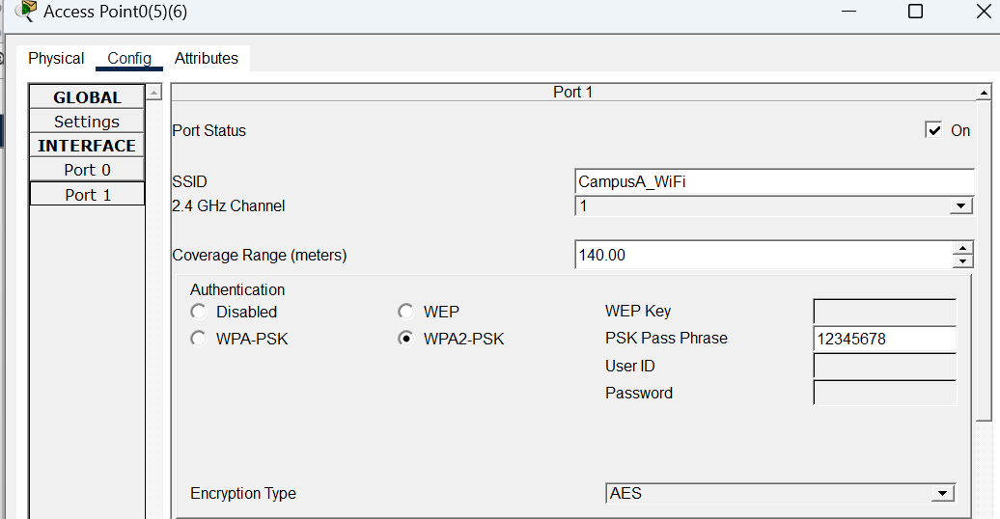 Access Point0(5)(6)
Physical Config Attributes
GLOBAL
Settings
INTERFACE
Port 0
Port 1
Port 1
Port Status On
SSID CampusA_WiFi
2.4 GHz Channel 1
Coverage Range (meters) 140.00
Authentication
Disabled WEP WEP Key
WPA-PSK WPA2-PSK PSK Pass Phrase 12345678
User ID
Password
Encryption Type AES